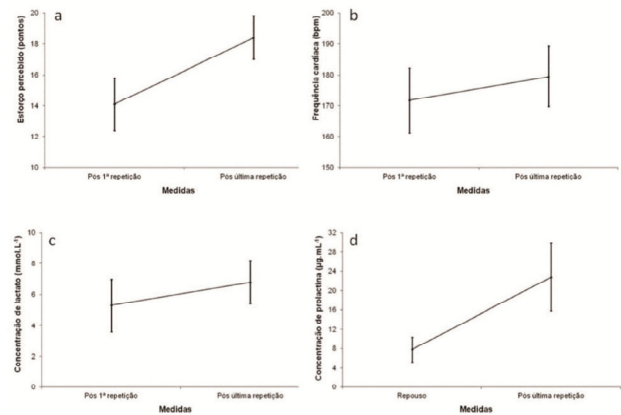 a
Esforço percebido (pontos)
20
18
16
14
12
10
Pós 1ª repetição Pós última repetição
Medidas
b
Frequência cardíaca (bpm)
200
190
180
170
160
150
Pós 1ª repetição Pós última repetição
Medidas
c
Concentração de lactato (mmol.L⁻¹)
10
8
6
4
2
0
Pós 1ª repetição Pós última repetição
Medidas
d
Concentração de prolactina (µg.mL⁻¹)
32
28
24
20
16
12
8
4
0
Repouso Pós última repetição
Medidas